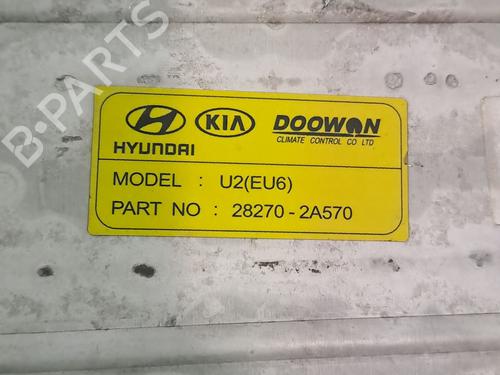 B-PARTS
KIA
DOOWON
CLIMATE CONTROL CO LTD
HYUNDAI
MODEL : U2(EU6)
PART NO : 28270 - 2A570